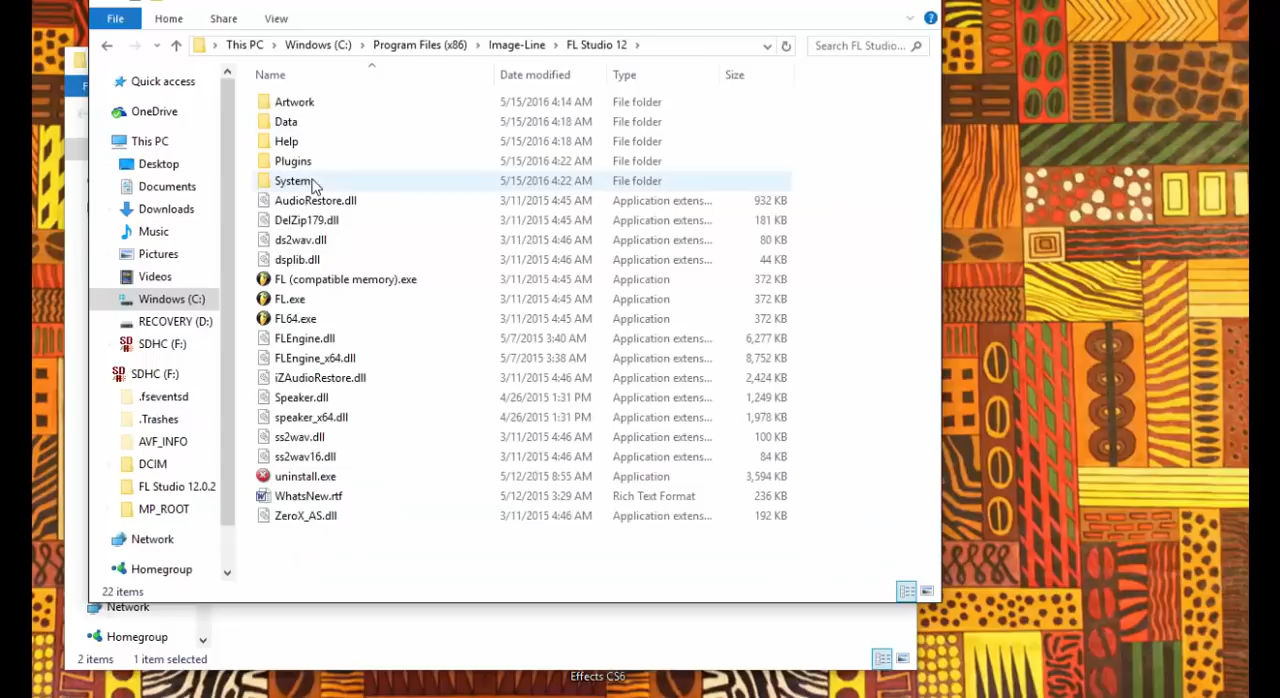 File Home Share View
This PC Windows (C:) Program Files (x86) Image-Line FL Studio 12 Search FL Studio...
Name Date modified Type Size
Quick access
OneDrive
This PC
Desktop
Documents
Downloads
Music
Pictures
Videos
Windows (C:)
RECOVERY (D:)
SDHC (F:)
SDHC (F:)
.fseventsd
.Trashes
AVF_INFO
DCIM
FL Studio 12.0.2
MP_ROOT
Network
Homegroup
Artwork 5/15/2016 4:14 AM File folder
Data 5/15/2016 4:18 AM File folder
Help 5/15/2016 4:18 AM File folder
Plugins 5/15/2016 4:22 AM File folder
System 5/15/2016 4:22 AM File folder
AudioRestore.dll 3/11/2015 4:45 AM Application extens... 932 KB
DelZip179.dll 3/11/2015 4:45 AM Application extens... 181 KB
ds2wav.dll 3/11/2015 4:46 AM Application extens... 80 KB
dsplib.dll 3/11/2015 4:46 AM Application extens... 44 KB
FL (compatible memory).exe 3/11/2015 4:45 AM Application 372 KB
FL.exe 3/11/2015 4:45 AM Application 372 KB
FL64.exe 3/11/2015 4:45 AM Application 372 KB
FLEngine.dll 5/7/2015 3:40 AM Application extens... 6,277 KB
FLEngine_x64.dll 5/7/2015 3:38 AM Application extens... 8,752 KB
iZAudioRestore.dll 3/11/2015 4:46 AM Application extens... 2,424 KB
Speaker.dll 4/26/2015 1:31 PM Application extens... 1,249 KB
speaker_x64.dll 4/26/2015 1:31 PM Application extens... 1,978 KB
ss2wav.dll 3/11/2015 4:46 AM Application extens... 100 KB
ss2wav16.dll 3/11/2015 4:46 AM Application extens... 84 KB
uninstall.exe 5/12/2015 8:55 AM Application 3,594 KB
WhatsNew.rtf 5/12/2015 3:29 AM Rich Text Format 236 KB
ZeroX_AS.dll 3/11/2015 4:46 AM Application extens... 192 KB
22 items
Network
Homegroup
2 items 1 item selected
Effects CS6